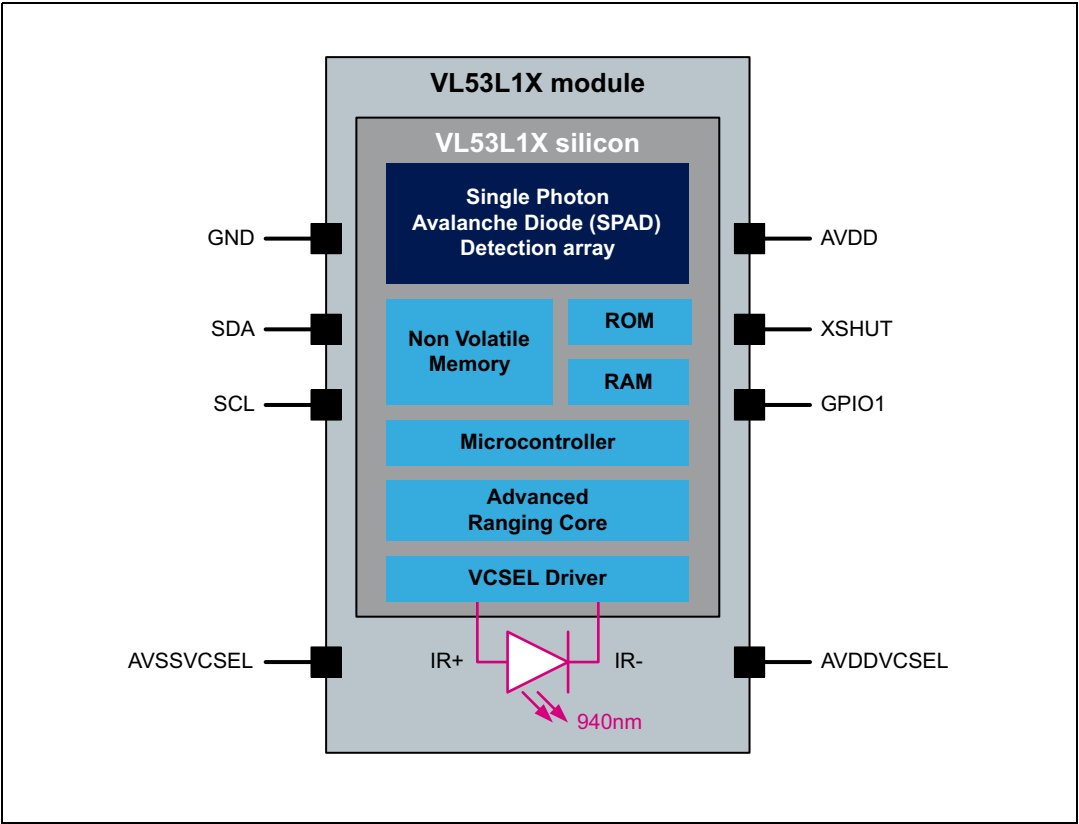 VL53L1X module
VL53L1X silicon
Single Photon
Avalanche Diode (SPAD)
Detection array
GND
AVDD
SDA
Non Volatile
Memory
ROM
XSHUT
RAM
SCL
GPIO1
Microcontroller
Advanced
Ranging Core
VCSEL Driver
AVSSVCSEL
IR+
IR-
AVDDVCSEL
940nm